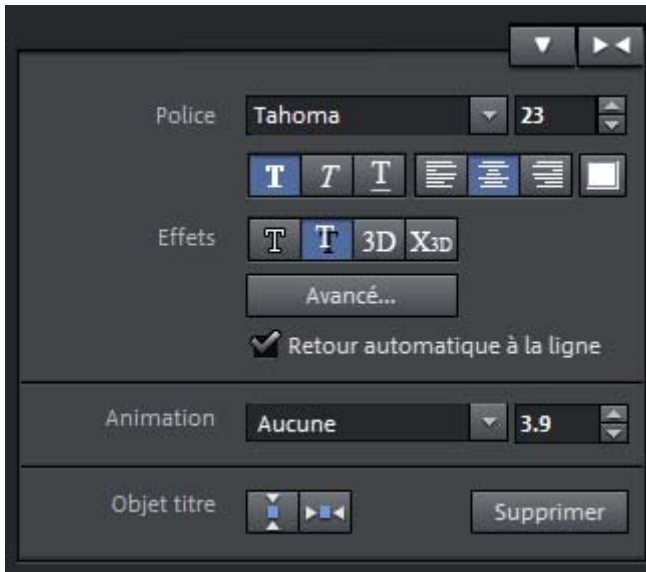 Police Tahoma 23
T T T
Effets T T 3D X3D
Avancé...
Retour automatique à la ligne
Animation Aucune 3.9
Objet titre Supprimer